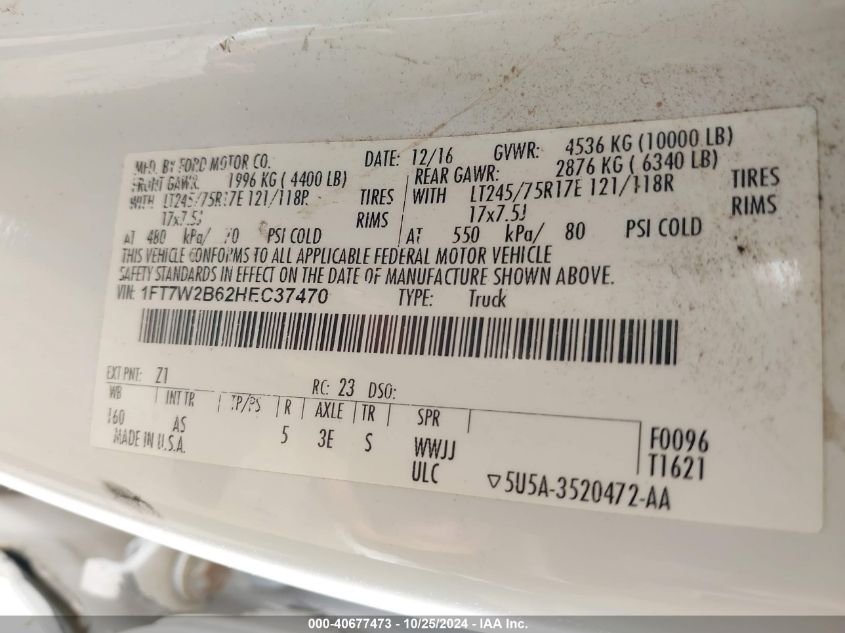 MFD. BY FORD MOTOR CO. DATE: 12/16 GVWR: 4536 KG (10000 LB)
FRONT GAWR: 1996 KG ( 4400 LB) REAR GAWR: 2876 KG ( 6340 LB)
WITH LT245/75R17E 121/118R TIRES WITH LT245/75R17E 121/118R TIRES
17x7.5J RIMS 17x7.5J RIMS
AT 480 kPa/ 70 PSI COLD AT 550 kPa/ 80 PSI COLD
THIS VEHICLE CONFORMS TO ALL APPLICABLE FEDERAL MOTOR VEHICLE
SAFETY STANDARDS IN EFFECT ON THE DATE OF MANUFACTURE SHOWN ABOVE.
VIN: 1FT7W2B62HEC37470 TYPE: Truck
EXT PNT: Z1 RC: 23 DSO:
WB INT TR TP/PS R AXLE TR SPR
160 AS 5 3E S WWJJ F0096
MADE IN U.S.A. ULC T1621
▽5U5A-3520472-AA
000-40677473 - 10/25/2024 - IAA Inc.